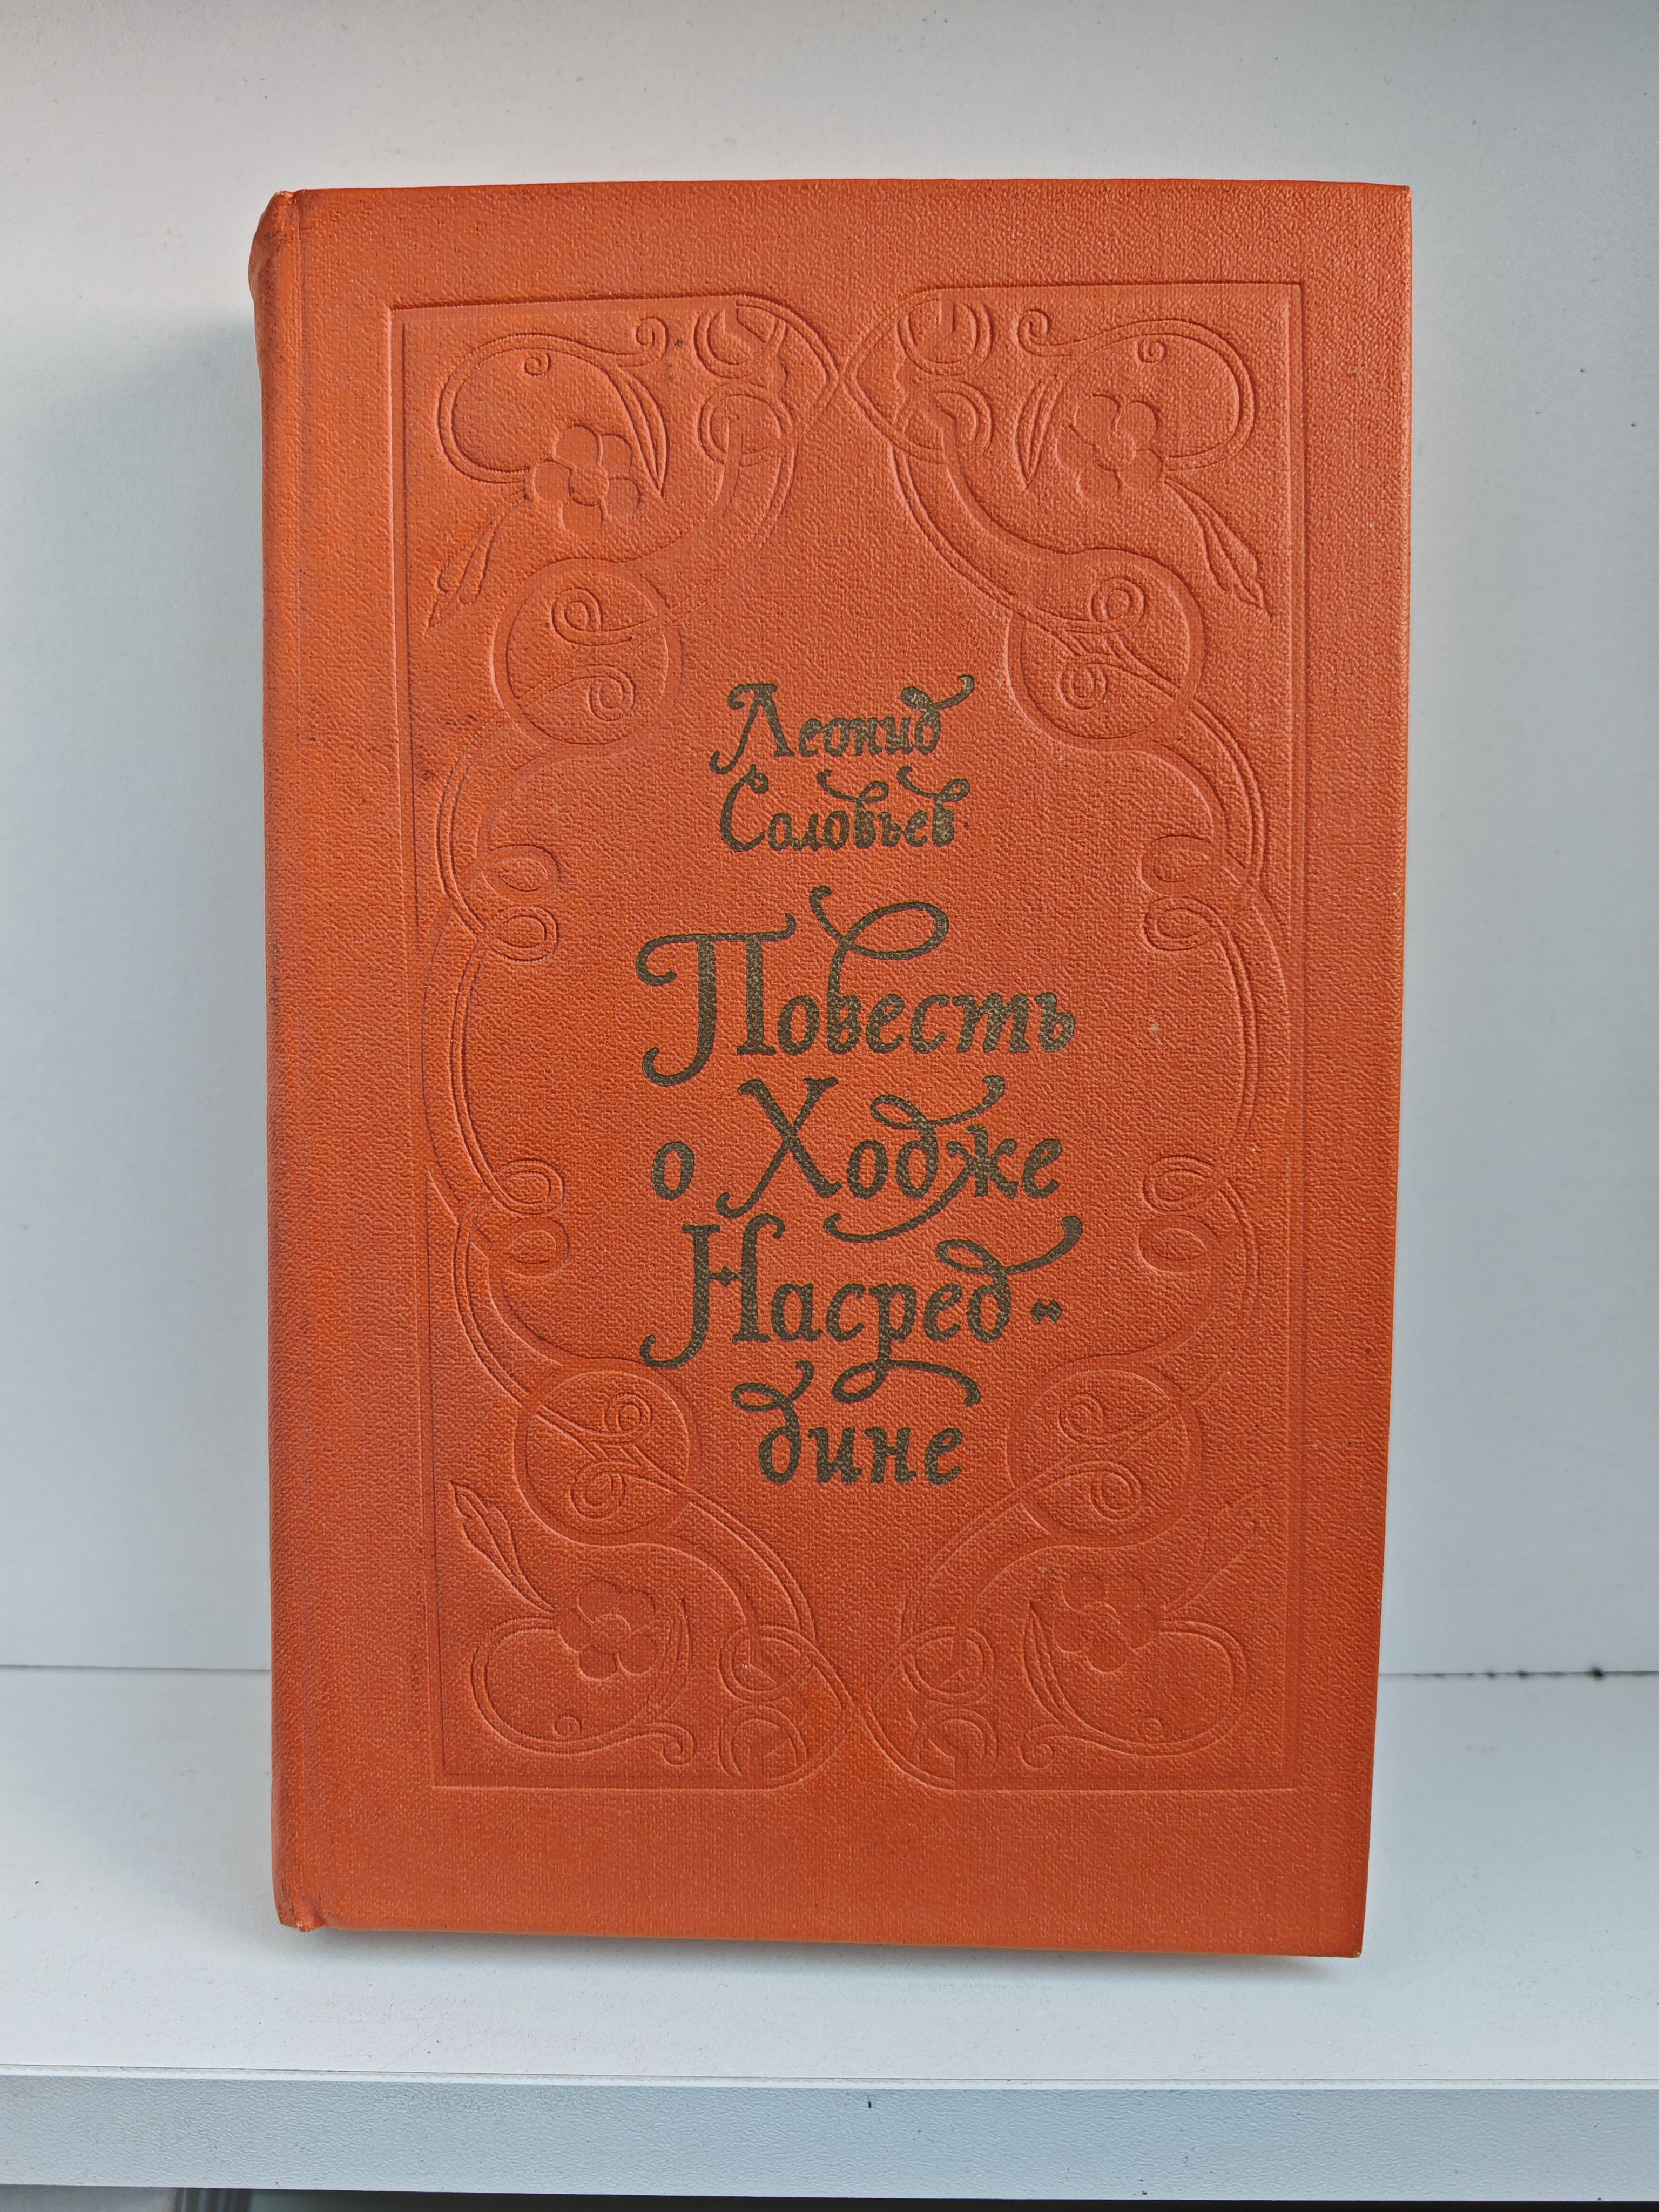 Леонид
Соловьев
Повесть
о Ходже
Насред-
дине